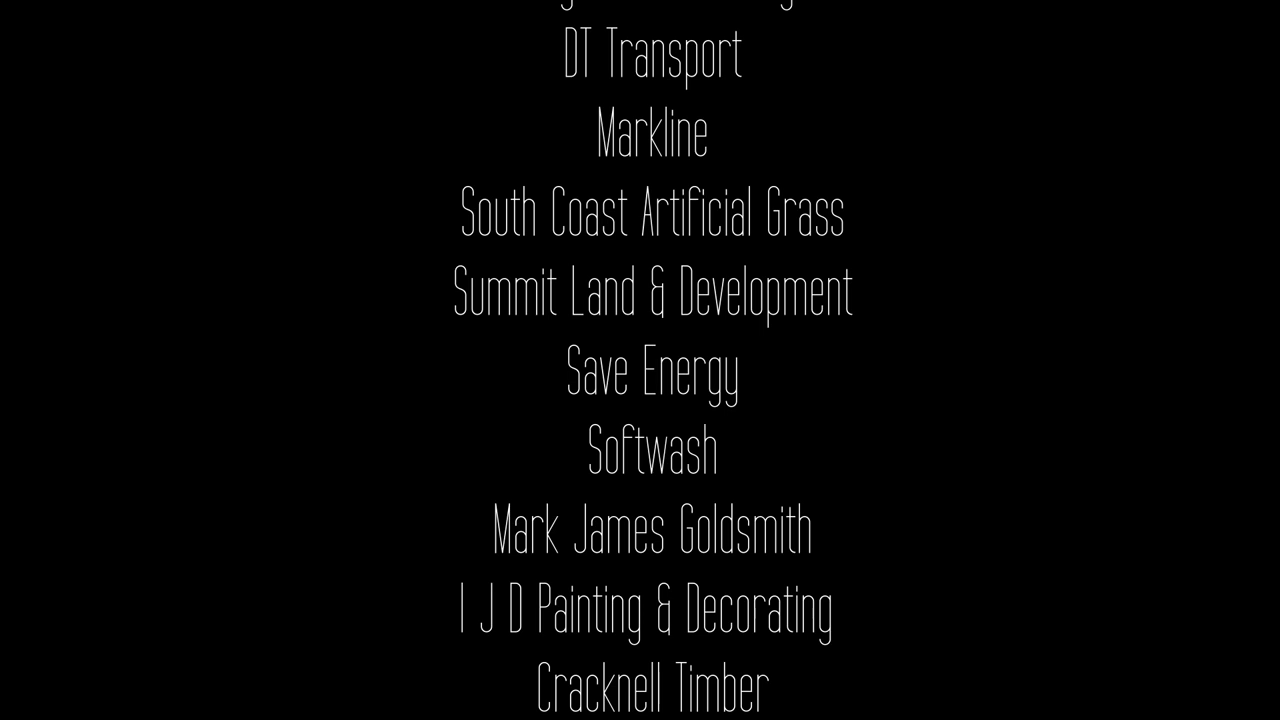 DT Transport
Markline
South Coast Artificial Grass
Summit Land & Development
Save Energy
Softwash
Mark James Goldsmith
I J D Painting & Decorating
Cracknell Timber